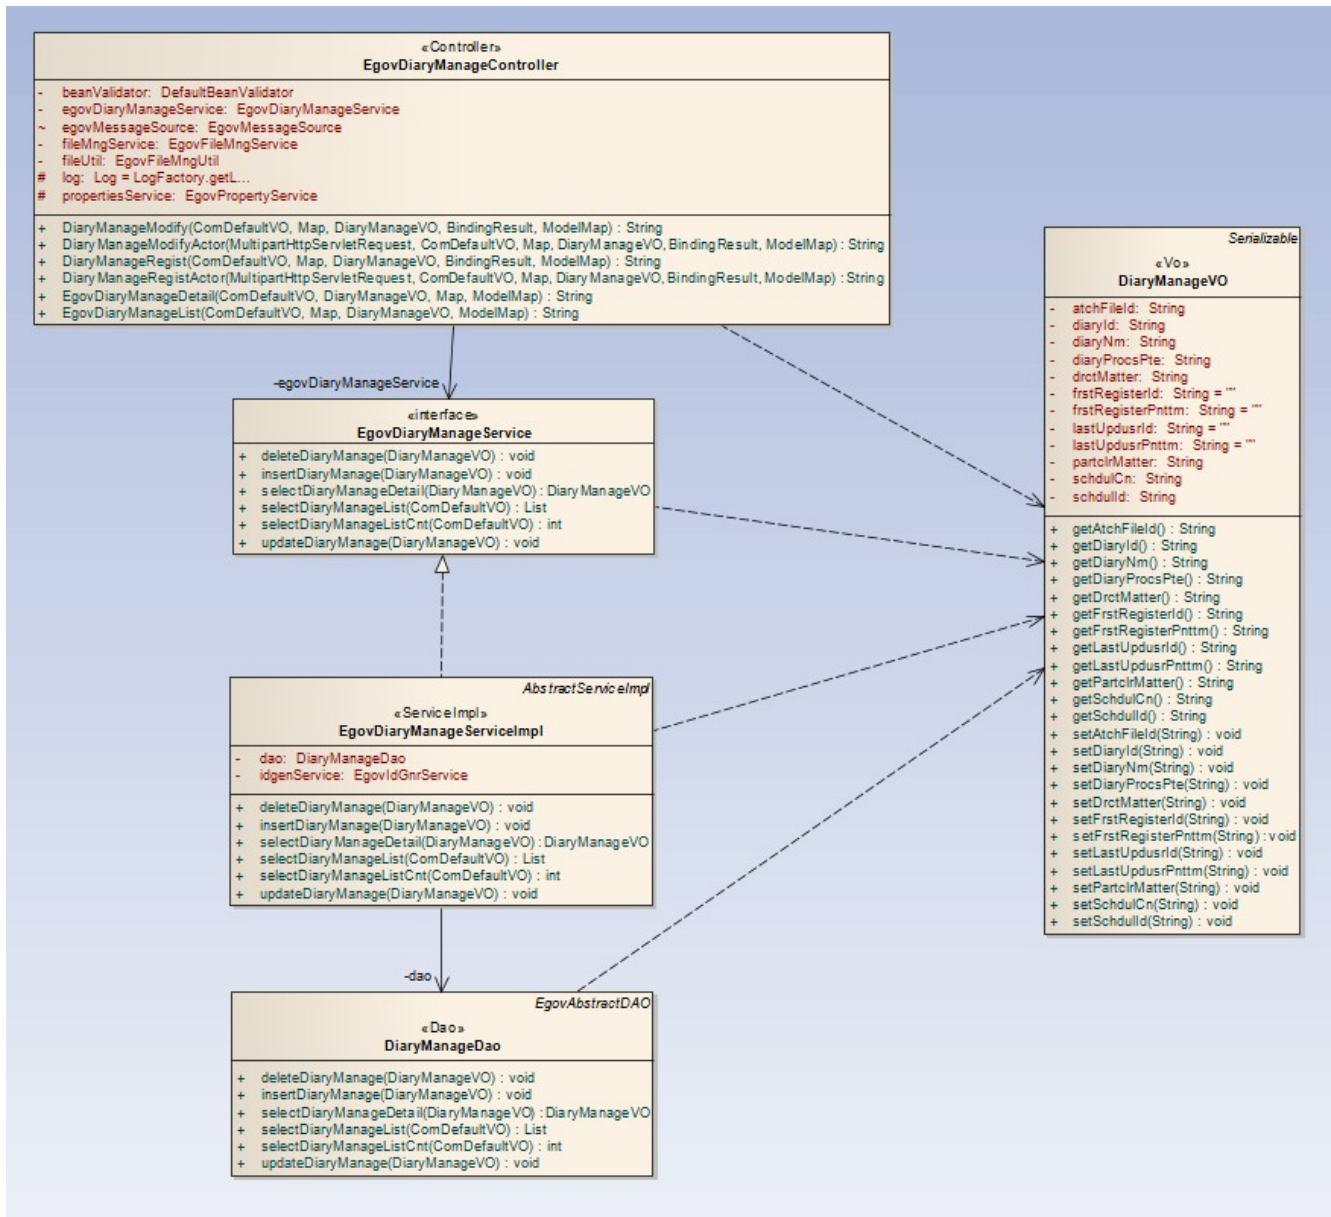 «Controller»
EgovDiaryManageController
- beanValidator: DefaultBeanValidator
- egovDiaryManageService: EgovDiaryManageService
~ egovMessageSource: EgovMessageSource
- fileMngService: EgovFileMngService
- fileUtil: EgovFileMngUtil
# log: Log = LogFactory.getL...
# propertiesService: EgovPropertyService
+ DiaryManageModify(ComDefaultVO, Map, DiaryManageVO, BindingResult, ModelMap) : String
+ DiaryManageModifyActor(MultipartHttpServletRequest, ComDefaultVO, Map, DiaryManageVO, BindingResult, ModelMap) : String
+ DiaryManageRegist(ComDefaultVO, Map, DiaryManageVO, BindingResult, ModelMap) : String
+ DiaryManageRegistActor(MultipartHttpServletRequest, ComDefaultVO, Map, DiaryManageVO, BindingResult, ModelMap) : String
+ EgovDiaryManageDetail(ComDefaultVO, DiaryManageVO, Map, ModelMap) : String
+ EgovDiaryManageList(ComDefaultVO, Map, DiaryManageVO, ModelMap) : String
-egovDiaryManageService
«interface»
EgovDiaryManageService
+ deleteDiaryManage(DiaryManageVO) : void
+ insertDiaryManage(DiaryManageVO) : void
+ selectDiaryManageDetail(DiaryManageVO) : DiaryManageVO
+ selectDiaryManageList(ComDefaultVO) : List
+ selectDiaryManageListCnt(ComDefaultVO) : int
+ updateDiaryManage(DiaryManageVO) : void
AbstractServiceImpl
«ServiceImpl»
EgovDiaryManageServiceImpl
- dao: DiaryManageDao
- idgenService: EgovIdGnrService
+ deleteDiaryManage(DiaryManageVO) : void
+ insertDiaryManage(DiaryManageVO) : void
+ selectDiaryManageDetail(DiaryManageVO) : DiaryManageVO
+ selectDiaryManageList(ComDefaultVO) : List
+ selectDiaryManageListCnt(ComDefaultVO) : int
+ updateDiaryManage(DiaryManageVO) : void
-dao
EgovAbstractDAO
«Dao»
DiaryManageDao
+ deleteDiaryManage(DiaryManageVO) : void
+ insertDiaryManage(DiaryManageVO) : void
+ selectDiaryManageDetail(DiaryManageVO) : DiaryManageVO
+ selectDiaryManageList(ComDefaultVO) : List
+ selectDiaryManageListCnt(ComDefaultVO) : int
+ updateDiaryManage(DiaryManageVO) : void
Serializable
«Vo»
DiaryManageVO
- atchFileId: String
- diaryId: String
- diaryNm: String
- diaryProcsPte: String
- drctMatter: String
- frstRegisterId: String = ""
- frstRegisterPnttm: String = ""
- lastUpdusrId: String = ""
- lastUpdusrPnttm: String = ""
- partclrMatter: String
- schdulCn: String
- schdulId: String
+ getAtchFileId() : String
+ getDiaryId() : String
+ getDiaryNm() : String
+ getDiaryProcsPte() : String
+ getDrctMatter() : String
+ getFrstRegisterId() : String
+ getFrstRegisterPnttm() : String
+ getLastUpdusrId() : String
+ getLastUpdusrPnttm() : String
+ getPartclrMatter() : String
+ getSchdulCn() : String
+ getSchdulId() : String
+ setAtchFileId(String) : void
+ setDiaryId(String) : void
+ setDiaryNm(String) : void
+ setDiaryProcsPte(String) : void
+ setDrctMatter(String) : void
+ setFrstRegisterId(String) : void
+ setFrstRegisterPnttm(String) : void
+ setLastUpdusrId(String) : void
+ setLastUpdusrPnttm(String) : void
+ setPartclrMatter(String) : void
+ setSchdulCn(String) : void
+ setSchdulId(String) : void